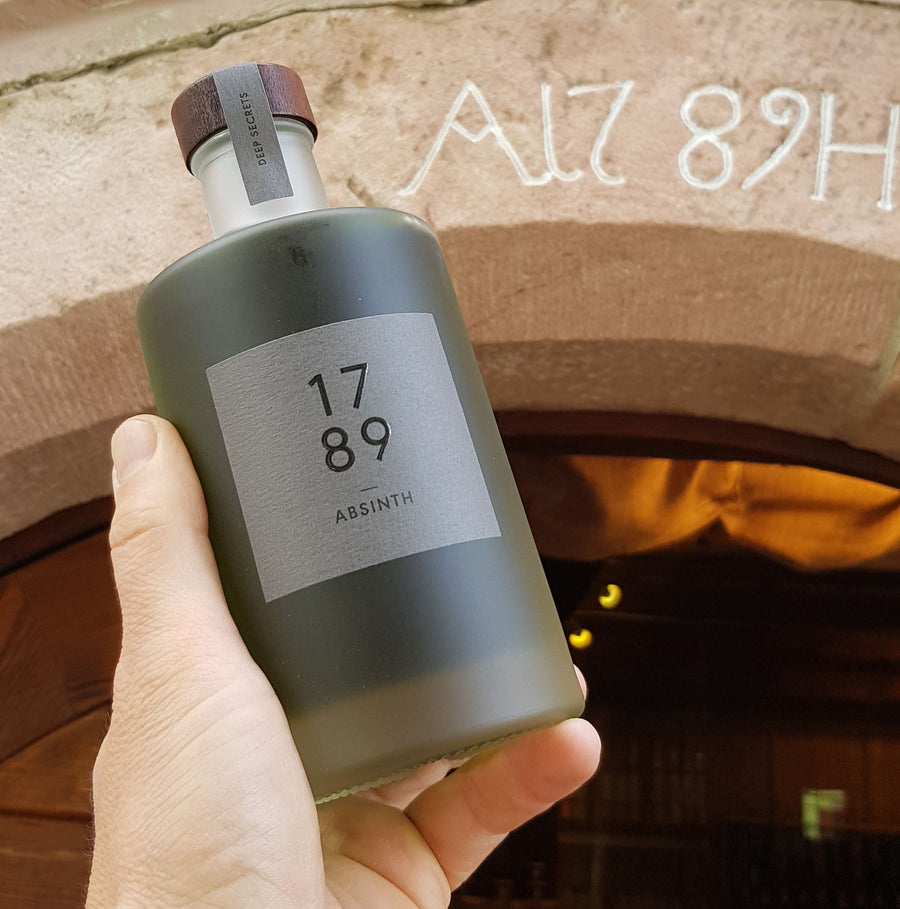 DEEP SECRETS
A17 89H
17
89
ABSINTH